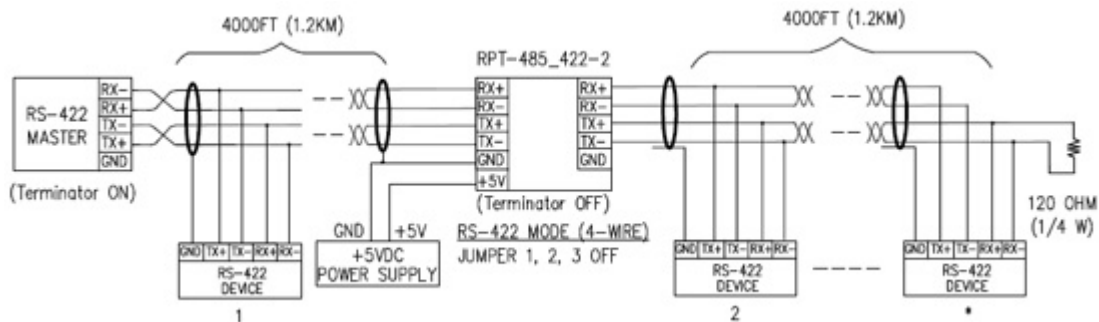 4000FT (1.2KM)
4000FT (1.2KM)
RPT-485_422-2
RS-422
MASTER
RX-
RX+
TX-
TX+
GND
(Terminator ON)
RX+
RX-
TX+
TX-
GND
+5V
RX+
RX-
TX+
TX-
GND
(Terminator OFF)
RS-422 MODE (4-WIRE)
JUMPER 1, 2, 3 OFF
GND +5V
+5VDC
POWER SUPPLY
120 OHM
(1/4 W)
GND TX+ TX- RX+ RX-
RS-422
DEVICE
1
GND TX+ TX- RX+ RX-
RS-422
DEVICE
2
GND TX+ TX- RX+ RX-
RS-422
DEVICE